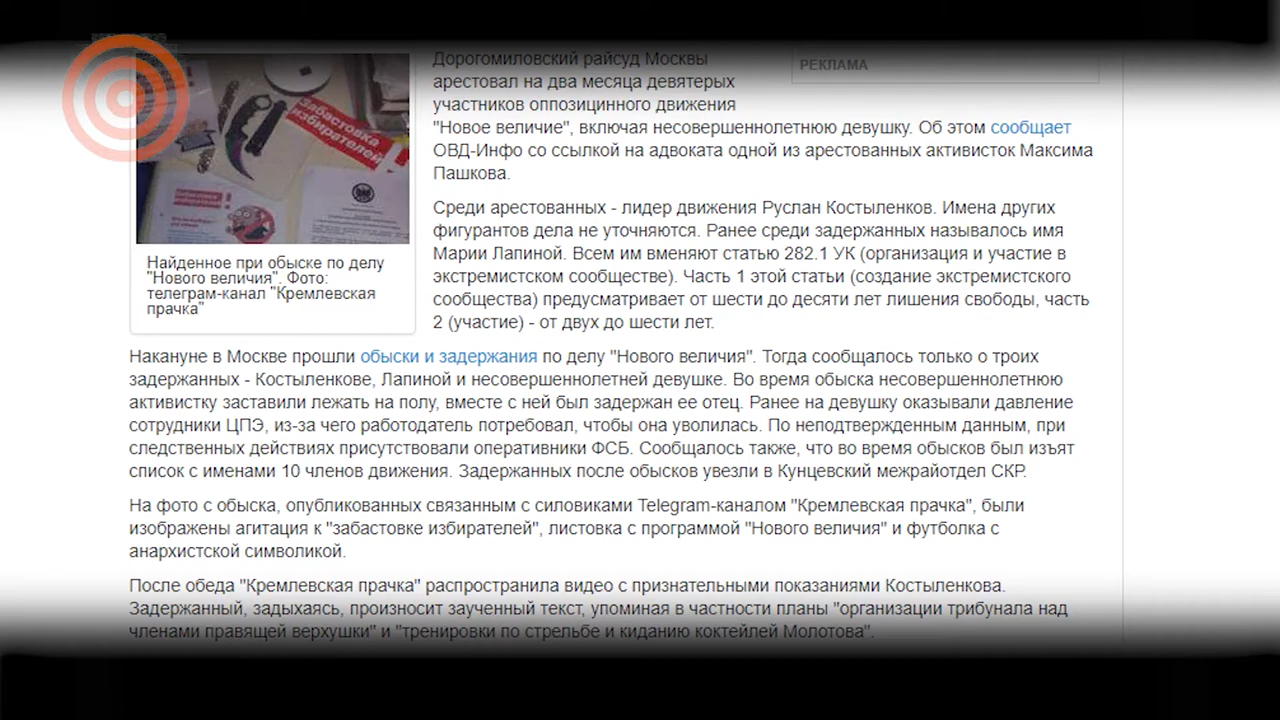 Дорогомиловский райсуд Москвы
арестовал на два месяца девятерых
участников оппозицинного движения
"Новое величие", включая несовершеннолетнюю девушку. Об этом сообщает
ОВД-Инфо со ссылкой на адвоката одной из арестованных активисток Максима
Пашкова.
РЕКЛАМА
Забастовка
избирателей
Найденное при обыске по делу
"Нового величия". Фото:
телеграм-канал "Кремлевская
прачка"
Среди арестованных - лидер движения Руслан Костыленков. Имена других
фигурантов дела не уточняются. Ранее среди задержанных называлось имя
Марии Лапиной. Всем им вменяют статью 282.1 УК (организация и участие в
экстремистском сообществе). Часть 1 этой статьи (создание экстремистского
сообщества) предусматривает от шести до десяти лет лишения свободы, часть
2 (участие) - от двух до шести лет.
Накануне в Москве прошли обыски и задержания по делу "Нового величия". Тогда сообщалось только о троих
задержанных - Костыленкове, Лапиной и несовершеннолетней девушке. Во время обыска несовершеннолетнюю
активистку заставили лежать на полу, вместе с ней был задержан ее отец. Ранее на девушку оказывали давление
сотрудники ЦПЭ, из-за чего работодатель потребовал, чтобы она уволилась. По неподтвержденным данным, при
следственных действиях присутствовали оперативники ФСБ. Сообщалось также, что во время обысков был изъят
список с именами 10 членов движения. Задержанных после обысков увезли в Кунцевский межрайотдел СКР.
На фото с обыска, опубликованных связанным с силовиками Telegram-каналом "Кремлевская прачка", были
изображены агитация к "забастовке избирателей", листовка с программой "Нового величия" и футболка с
анархистской символикой.
После обеда "Кремлевская прачка" распространила видео с признательными показаниями Костыленкова.
Задержанный, задыхаясь, произносит заученный текст, упоминая в частности планы "организации трибунала над
членами правящей верхушки" и "тренировки по стрельбе и киданию коктейлей Молотова".